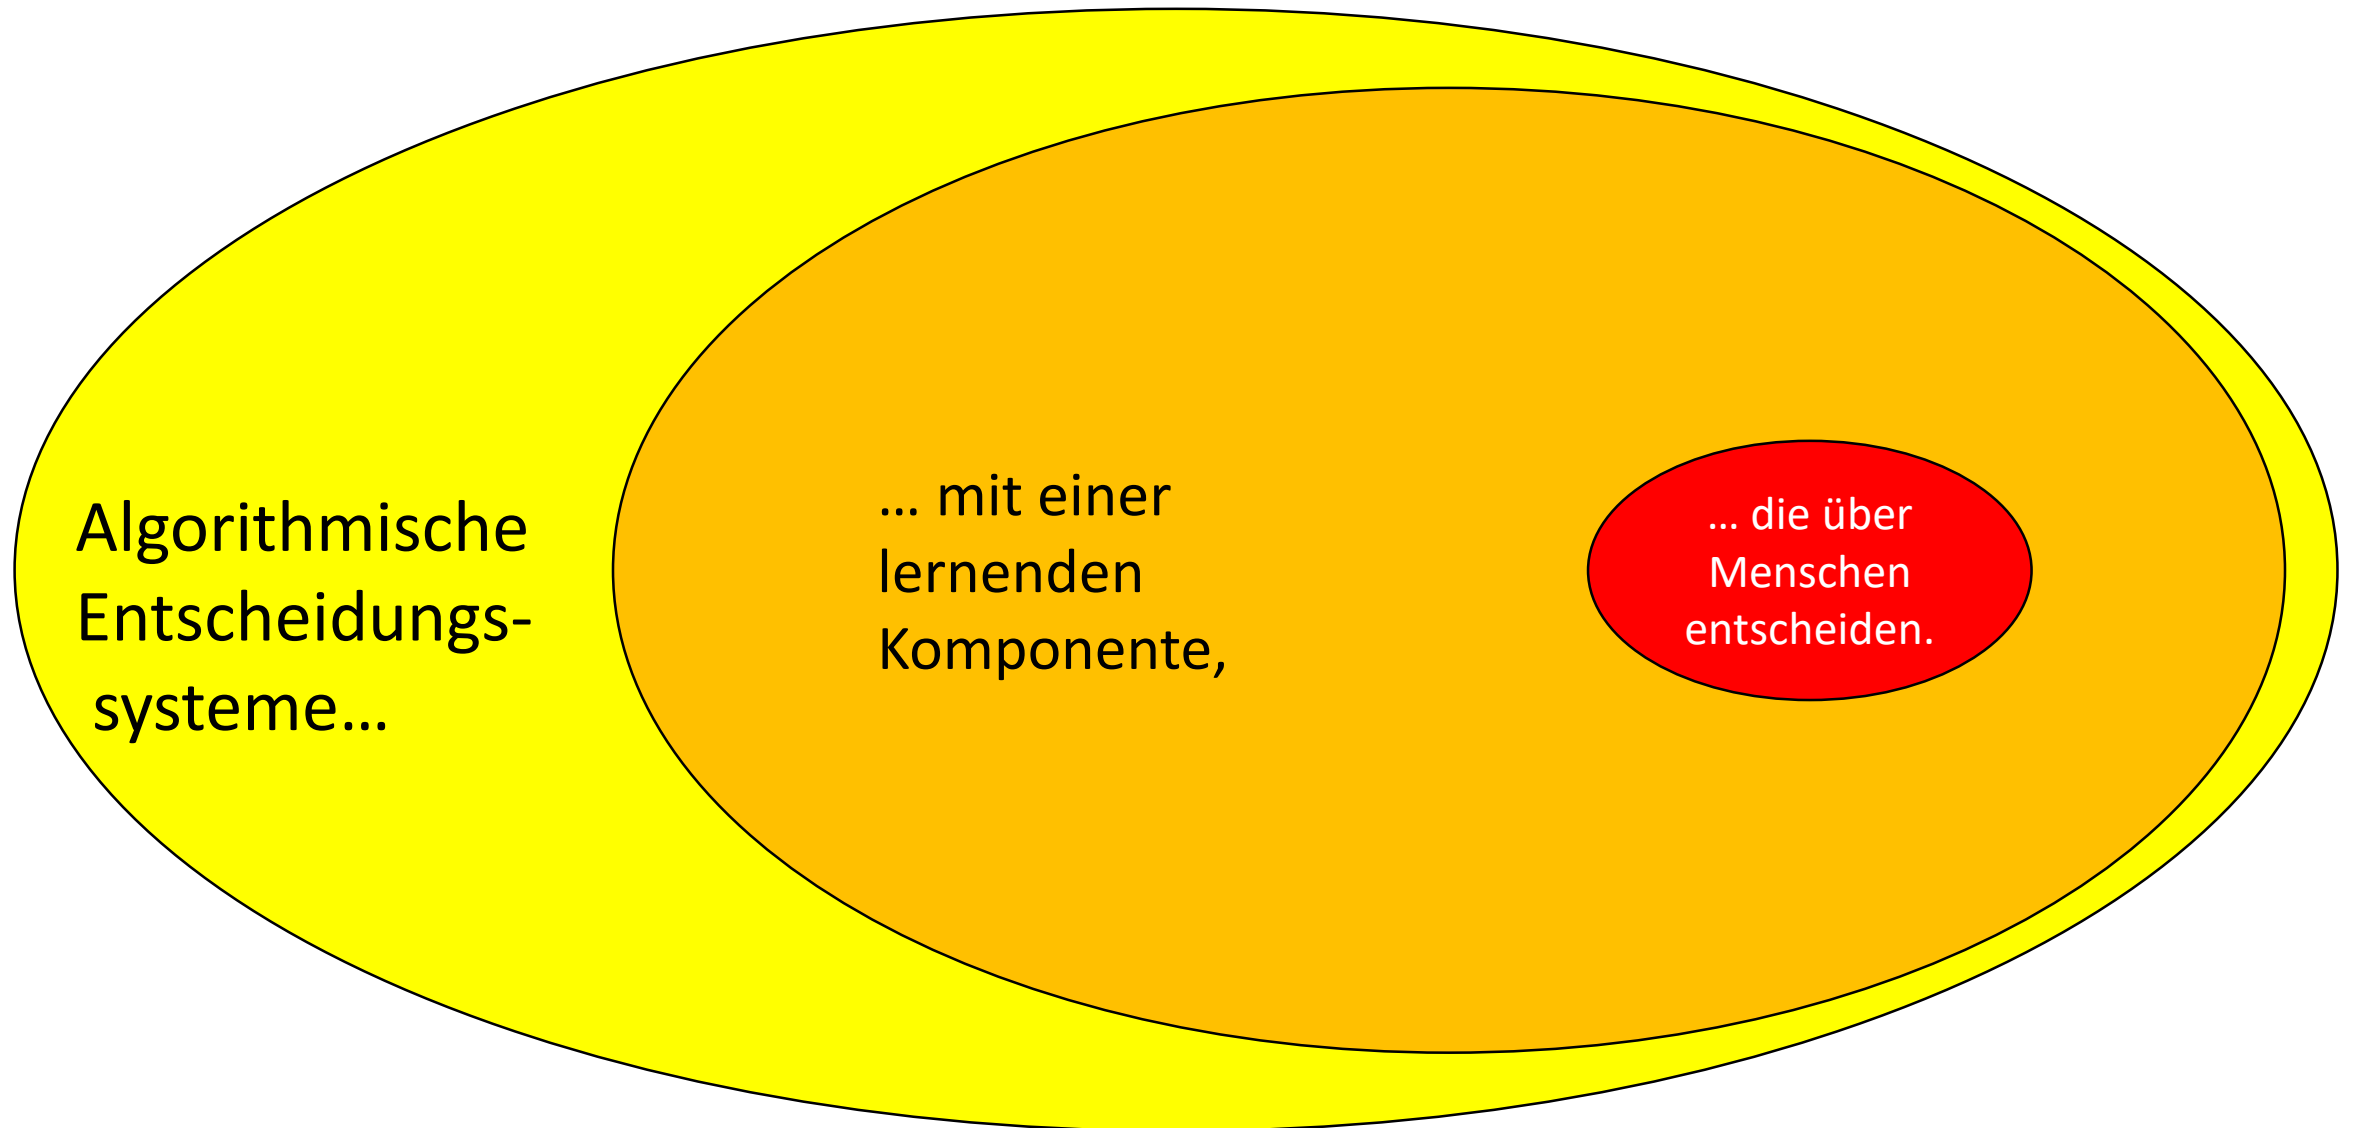 Algorithmische
Entscheidungs-
systeme...
... mit einer
lernenden
Komponente,
... die über
Menschen
entscheiden.